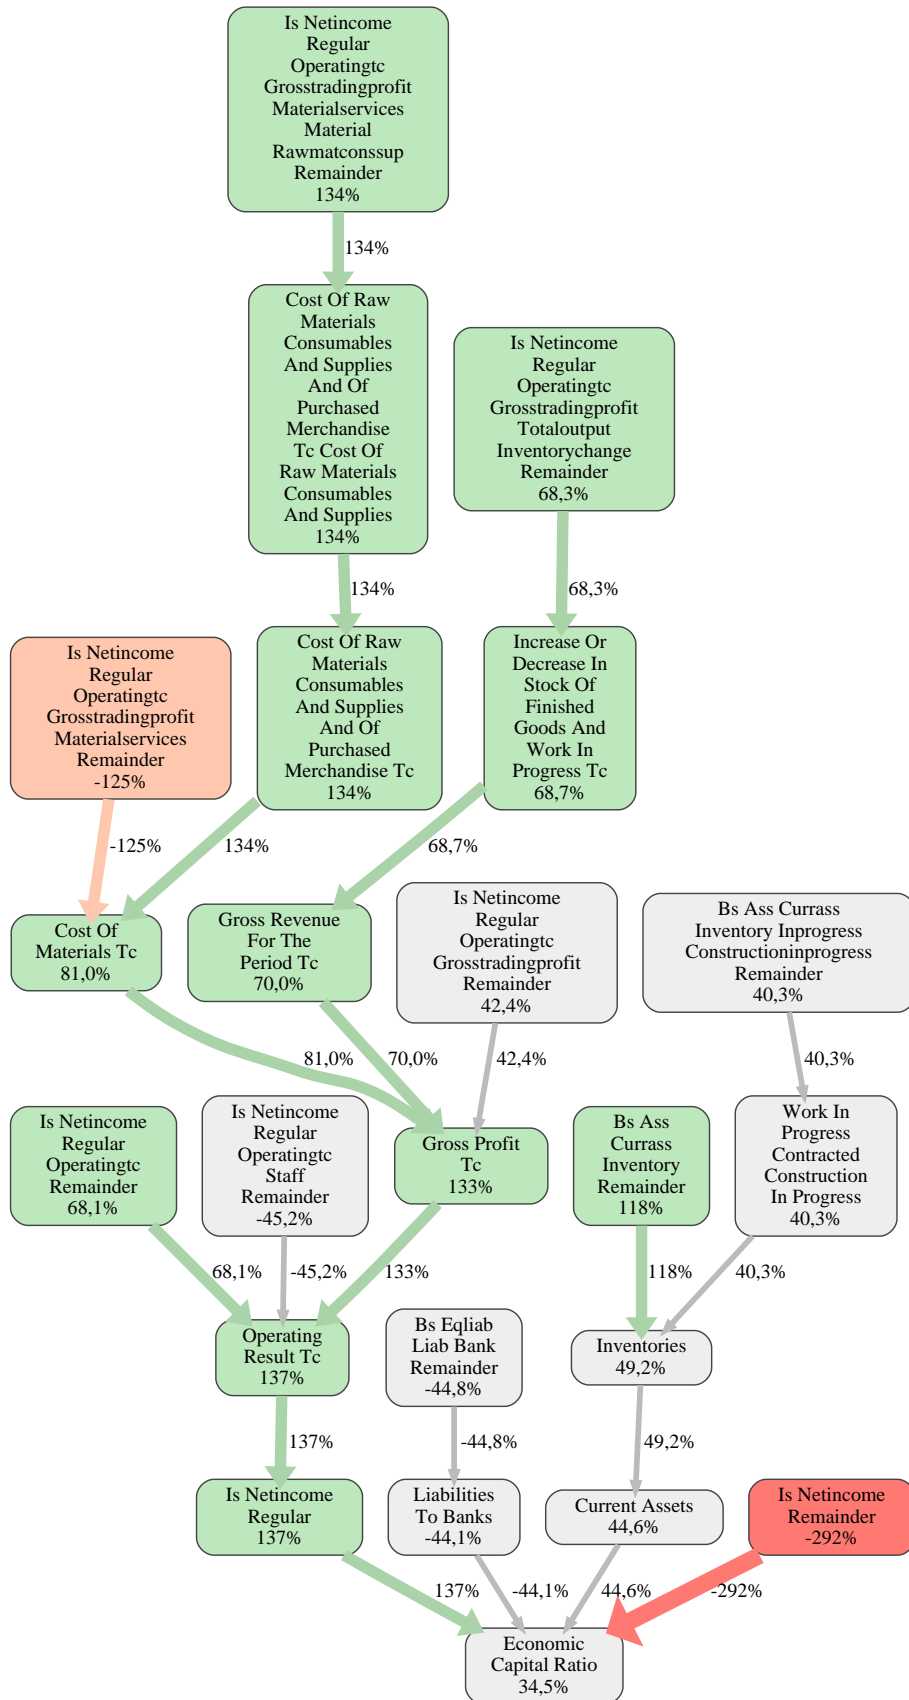 Is Netincome
Regular
Operatingtc
Grosstradingprofit
Materialservices
Material
Rawmatconssup
Remainder
134%
134%
Cost Of Raw
Materials
Consumables
And Supplies
And Of
Purchased
Merchandise
Tc Cost Of
Raw Materials
Consumables
And Supplies
134%
Is Netincome
Regular
Operatingtc
Grosstradingprofit
Totaloutput
Inventorychange
Remainder
68,3%
134%
68,3%
Is Netincome
Regular
Operatingtc
Grosstradingprofit
Materialservices
Remainder
-125%
Cost Of Raw
Materials
Consumables
And Supplies
And Of
Purchased
Merchandise Tc
134%
Increase Or
Decrease In
Stock Of
Finished
Goods And
Work In
Progress Tc
68,7%
-125%
134%
68,7%
Cost Of
Materials Tc
81,0%
Gross Revenue
For The
Period Tc
70,0%
Is Netincome
Regular
Operatingtc
Grosstradingprofit
Remainder
42,4%
Bs Ass Currass
Inventory Inprogress
Constructioninprogress
Remainder
40,3%
81,0%
70,0%
42,4%
40,3%
Is Netincome
Regular
Operatingtc
Remainder
68,1%
Is Netincome
Regular
Operatingtc
Staff
Remainder
-45,2%
Gross Profit
Tc
133%
Bs Ass
Currass
Inventory
Remainder
118%
Work In
Progress
Contracted
Construction
In Progress
40,3%
68,1%
-45,2%
133%
118%
40,3%
Operating
Result Tc
137%
Bs Eqliab
Liab Bank
Remainder
-44,8%
Inventories
49,2%
137%
-44,8%
49,2%
Is Netincome
Regular
137%
Liabilities
To Banks
-44,1%
Current Assets
44,6%
Is Netincome
Remainder
-292%
137%
-44,1%
44,6%
-292%
Economic
Capital Ratio
34,5%